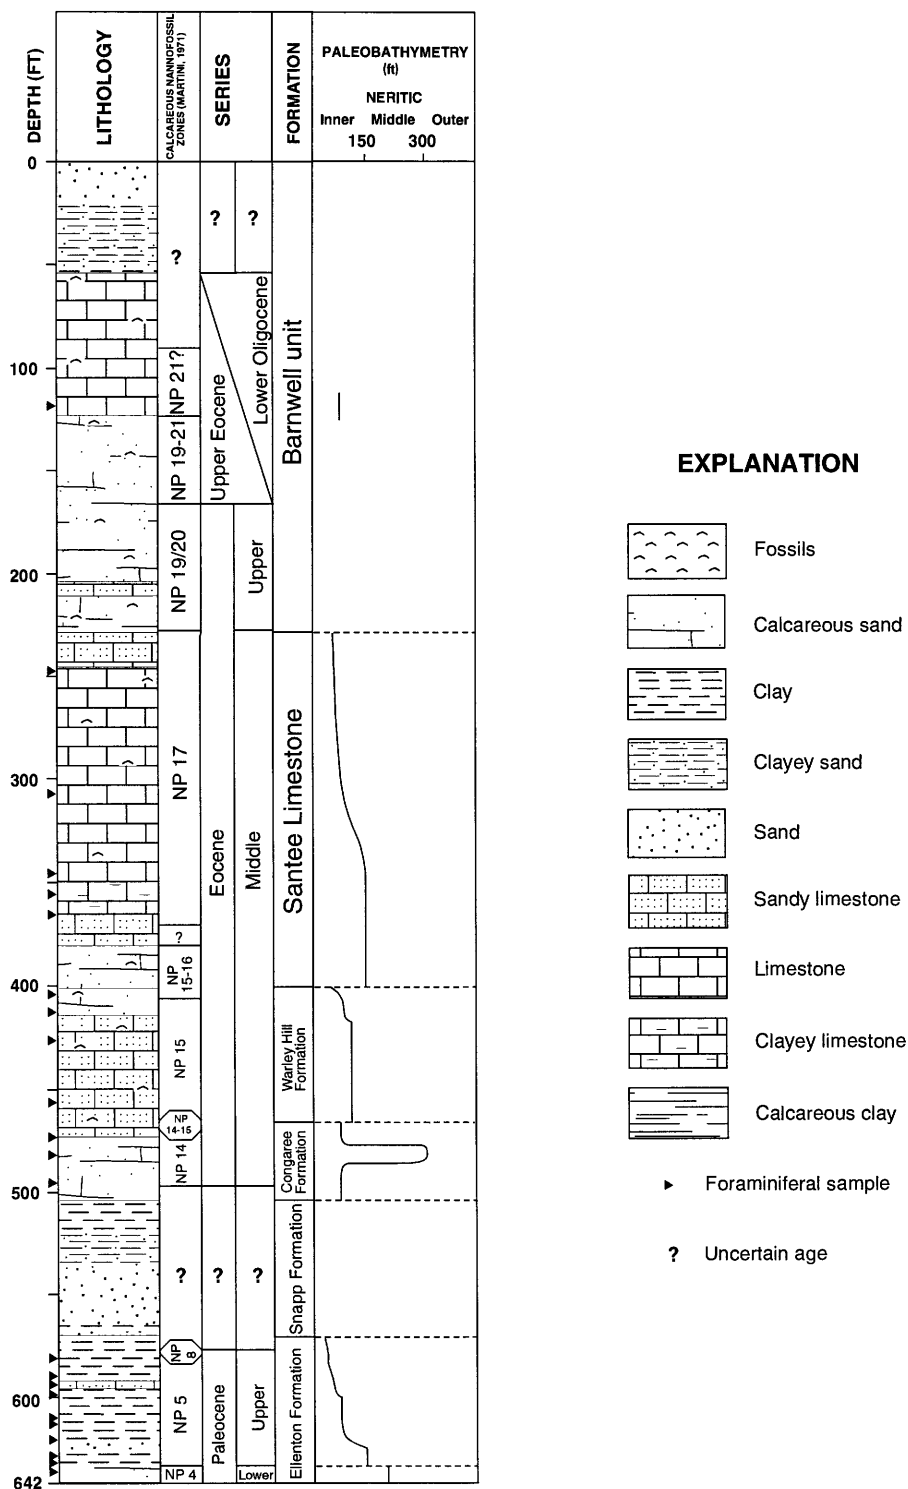 DEPTH (FT)
LITHOLOGY
CALCAREOUS NANNOFOSSIL
ZONES (MARTINI, 1971)
SERIES
FORMATION
PALEOBATHYMETRY
(ft)
NERITIC
Inner Middle Outer
150 300
0
100
200
300
400
500
600
642
?
NP 21?
NP 19-21
NP 19/20
NP 17
?
NP
15-16
NP 15
NP
14-15
NP 14
?
NP
8
NP 5
NP 4
?
?
Upper Eocene
Lower Oligocene
Eocene
Upper
Middle
?
?
Paleocene
Upper
Lower
Barnwell unit
Santee Limestone
Warley Hill
Formation
Congaree
Formation
Snapp Formation
Ellenton Formation
EXPLANATION
Fossils
Calcareous sand
Clay
Clayey sand
Sand
Sandy limestone
Limestone
Clayey limestone
Calcareous clay
Foraminiferal sample
? Uncertain age